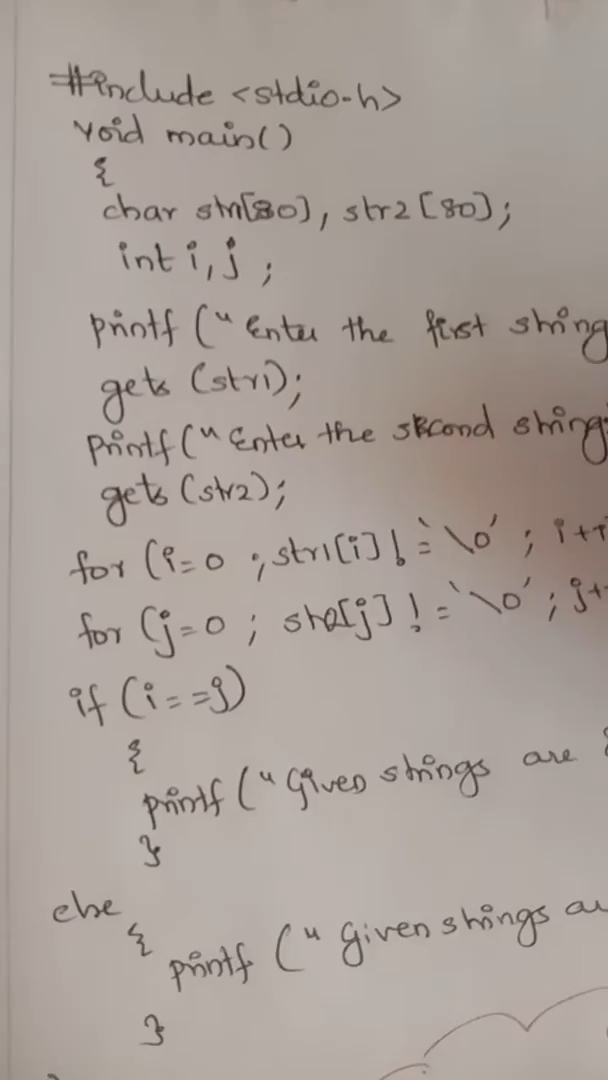 #include <stdio.h>
void main()
{
char str1[80], str2[80];
int i, j ;
printf ("Enter the first string
gets (str1);
printf ("Enter the second string
gets (str2);
for (i=0 ; str1[i] != '\0' ; i++
for (j=0 ; str2[j] != '\0' ; j+
if (i==j)
{
printf ("Given strings are
}
else
{
printf ("Given strings
}